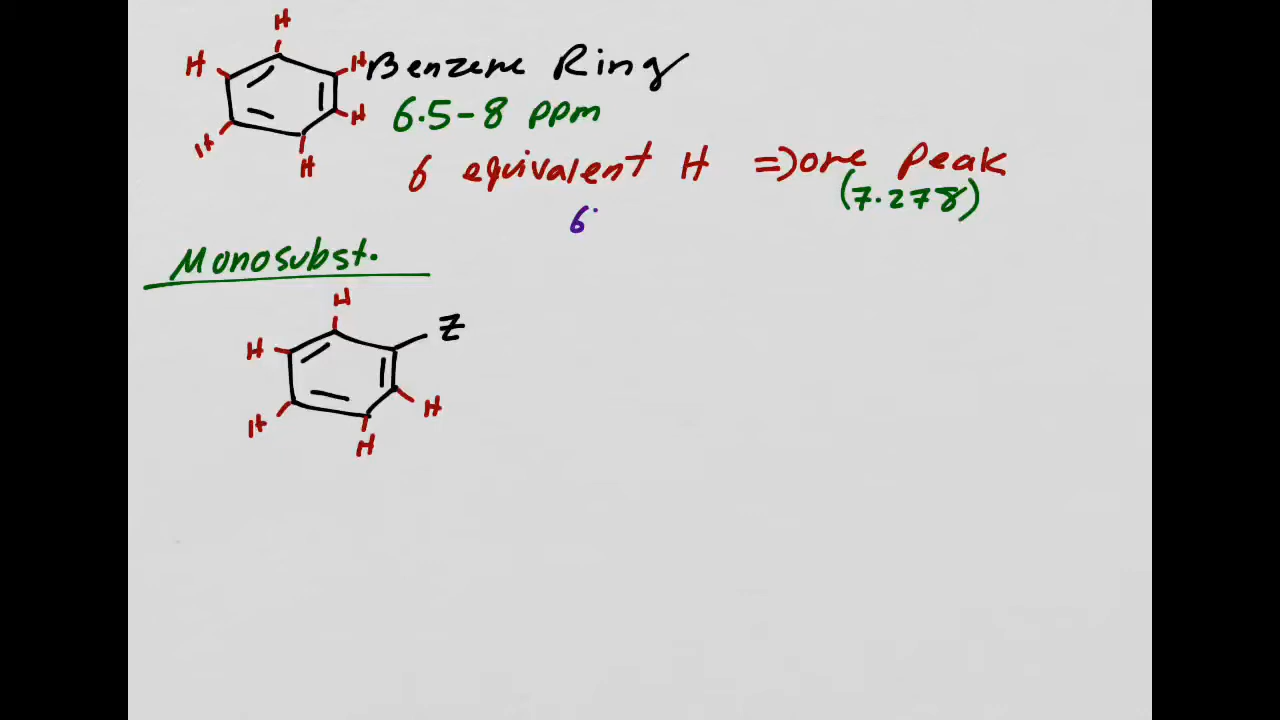 H
H H Benzene Ring
6.5-8 ppm
H H
H
6 equivalent H => one Peak
(7.278)
6
Monosubst.
H
H Z
H H
H